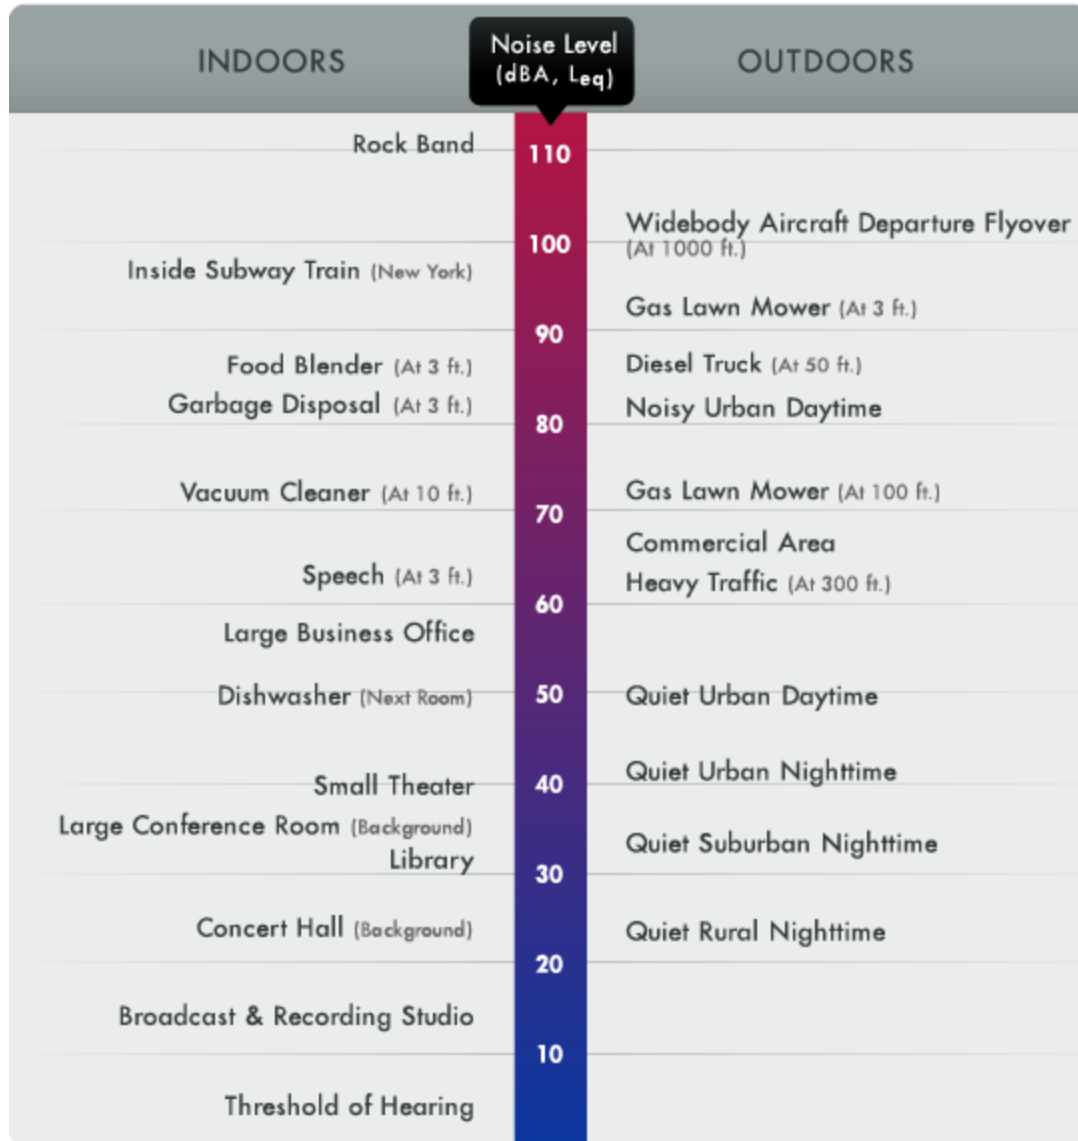 INDOORS
Noise Level
(dBA, Leq)
OUTDOORS
Rock Band
110
Widebody Aircraft Departure Flyover
(At 1000 ft.)
100
Inside Subway Train (New York)
Gas Lawn Mower (At 3 ft.)
90
Food Blender (At 3 ft.)
Diesel Truck (At 50 ft.)
Garbage Disposal (At 3 ft.)
Noisy Urban Daytime
80
Vacuum Cleaner (At 10 ft.)
Gas Lawn Mower (At 100 ft.)
70
Commercial Area
Speech (At 3 ft.)
Heavy Traffic (At 300 ft.)
60
Large Business Office
Dishwasher (Next Room)
50
Quiet Urban Daytime
Quiet Urban Nighttime
Small Theater
40
Large Conference Room (Background)
Quiet Suburban Nighttime
Library
30
Concert Hall (Background)
Quiet Rural Nighttime
20
Broadcast & Recording Studio
10
Threshold of Hearing